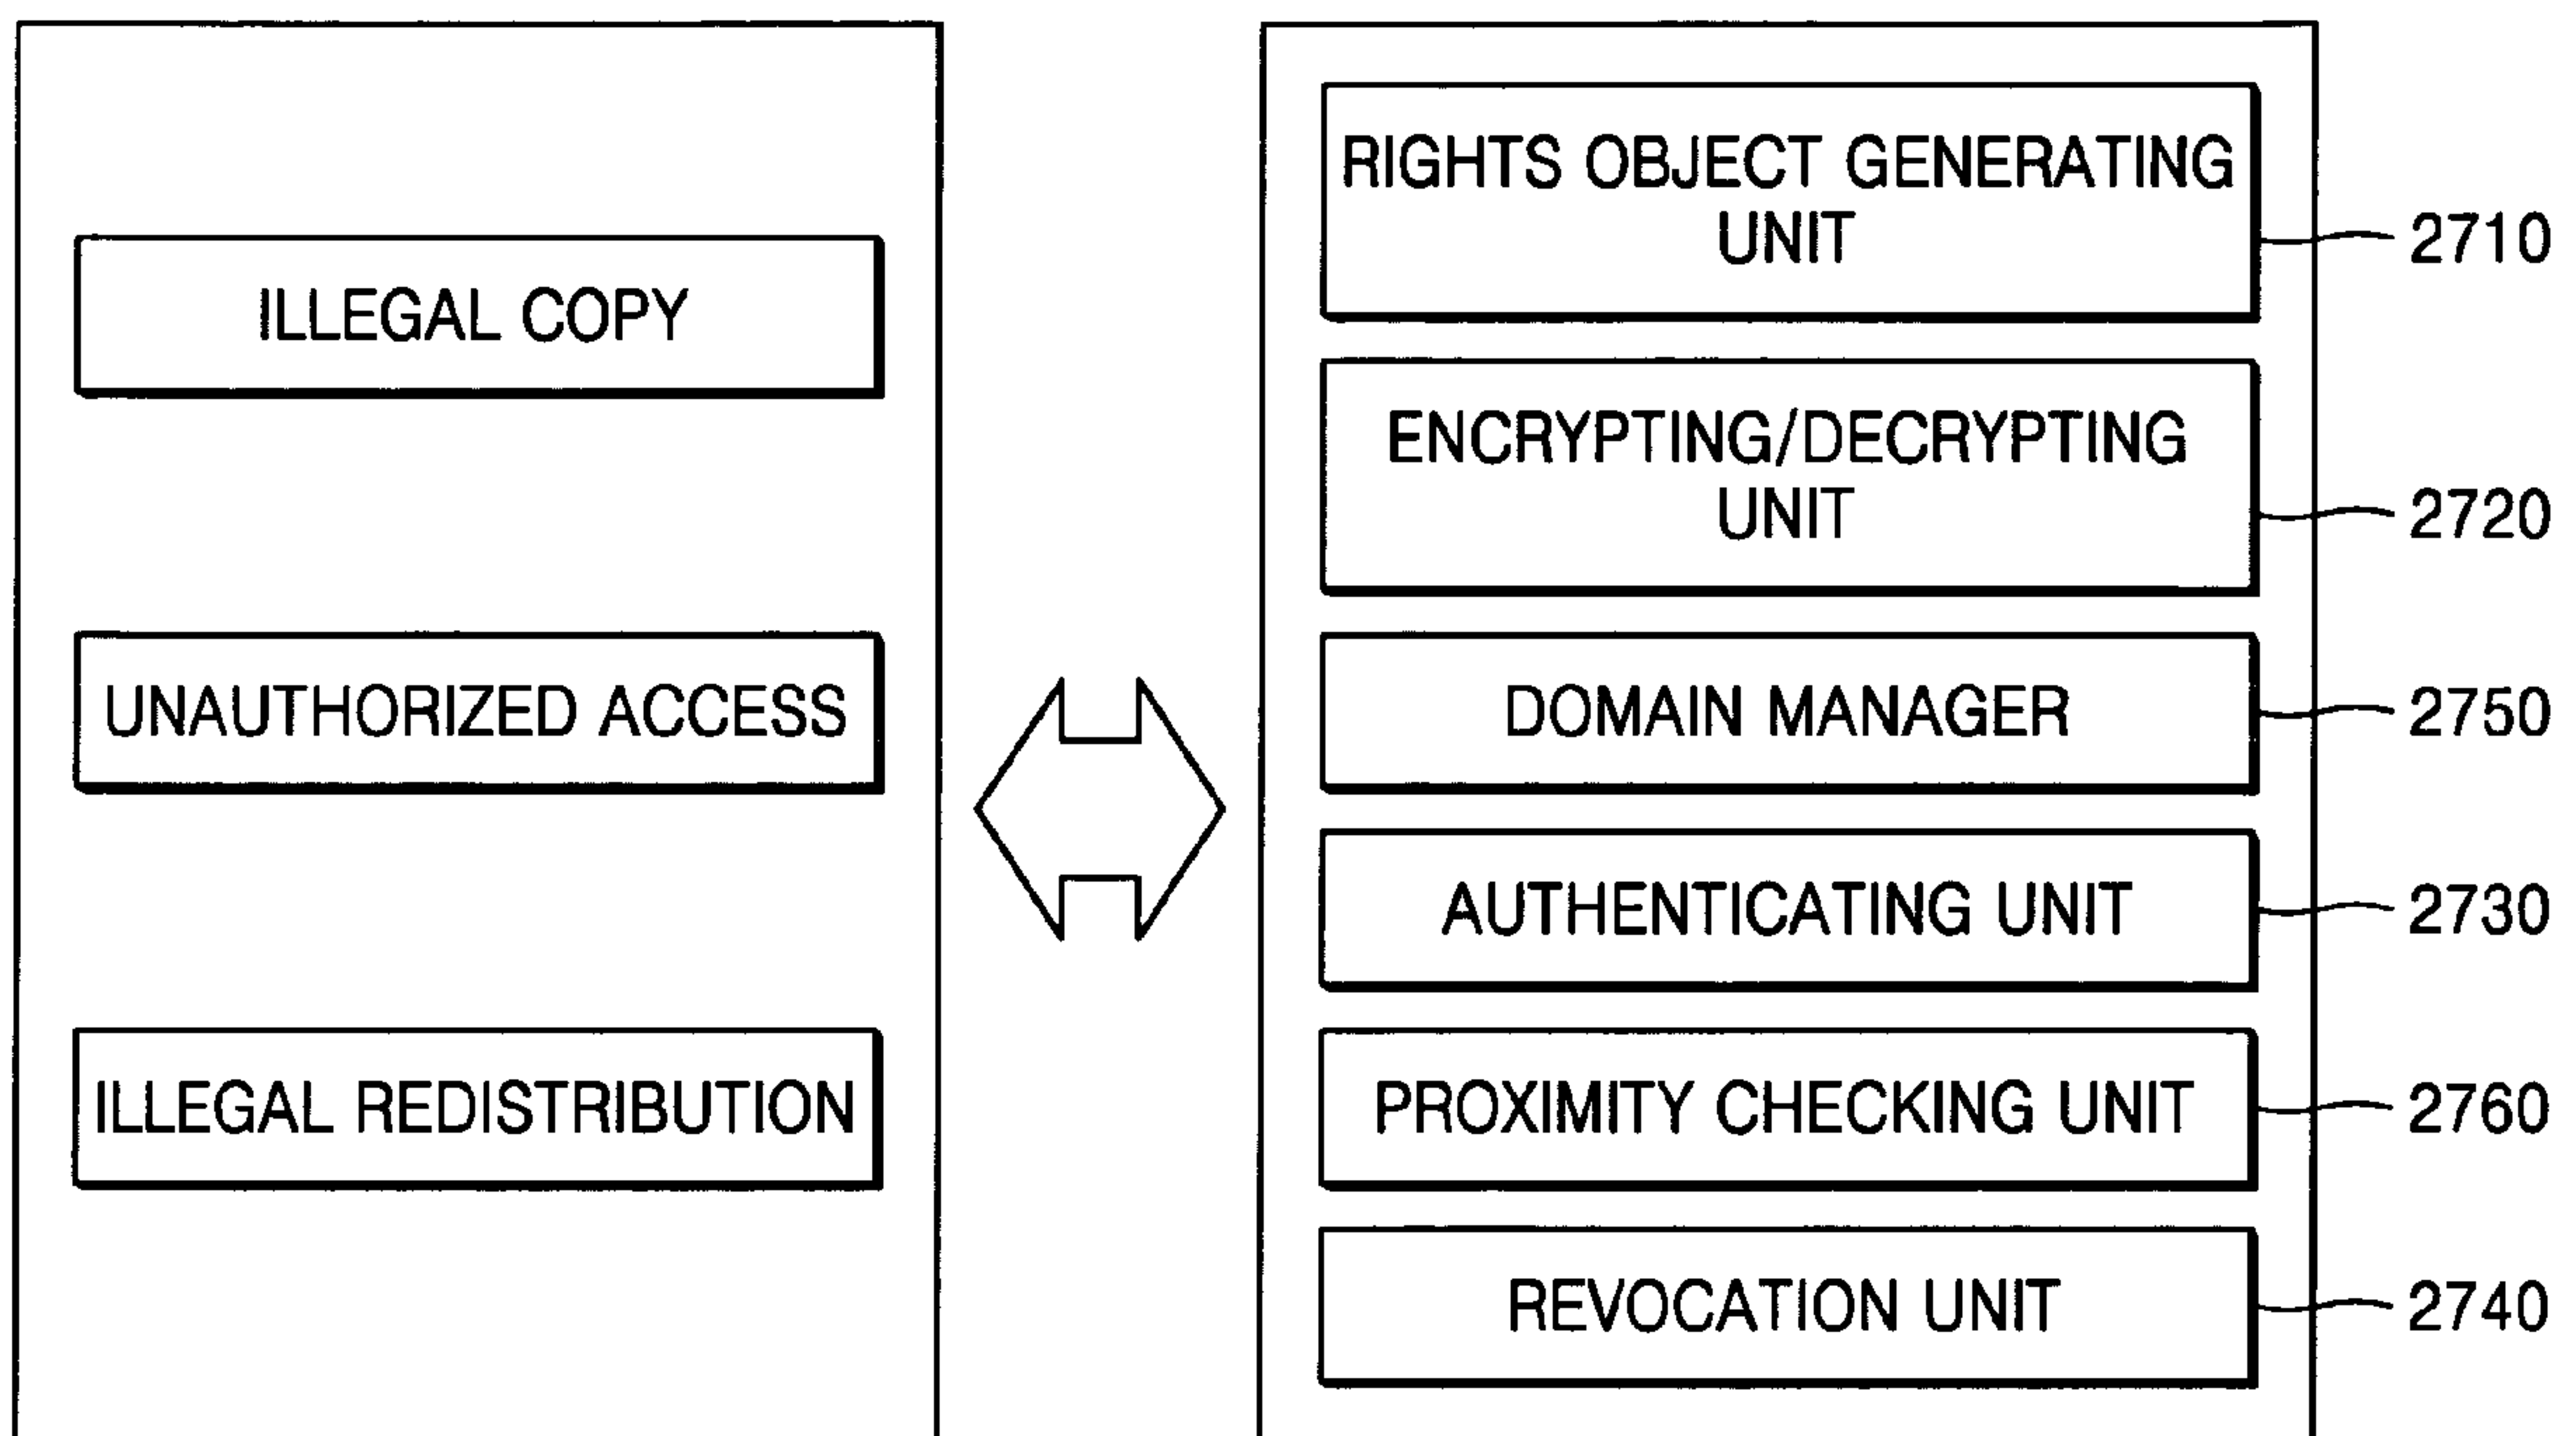 ILLEGAL COPY
UNAUTHORIZED ACCESS
ILLEGAL REDISTRIBUTION
RIGHTS OBJECT GENERATING
UNIT
2710
ENCRYPTING/DECRYPTING
UNIT
2720
DOMAIN MANAGER
2750
AUTHENTICATING UNIT
2730
PROXIMITY CHECKING UNIT
2760
REVOCATION UNIT
2740